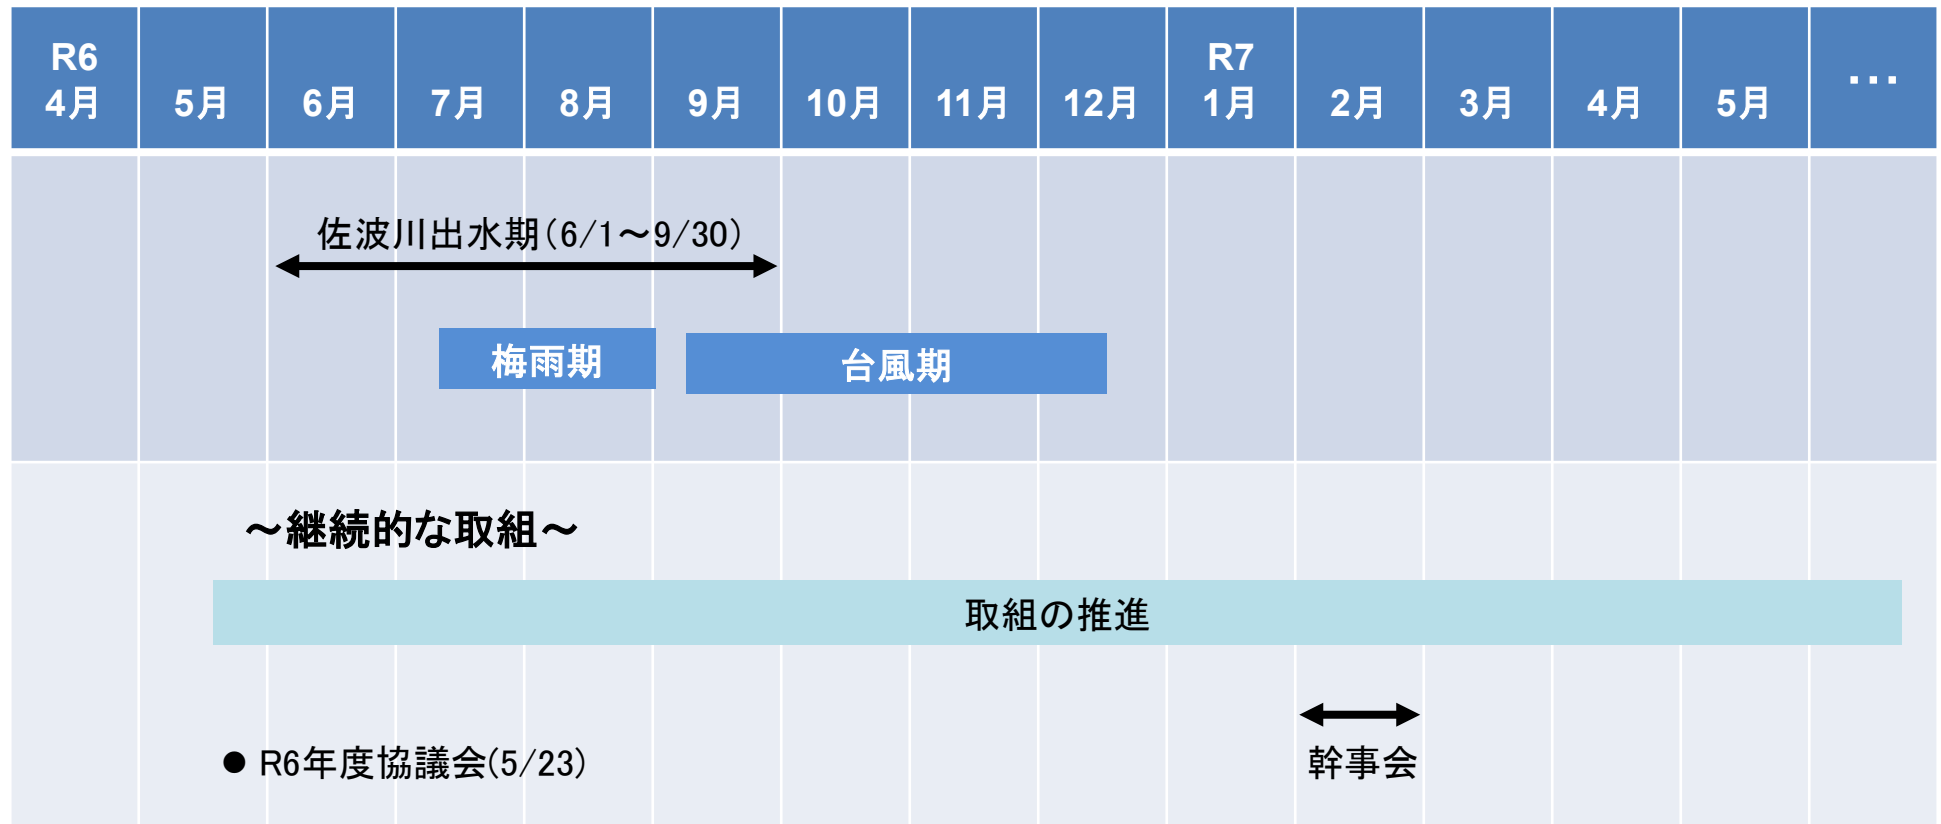 R6
4月
5月
6月
7月
8月
9月
10月
11月
12月
R7
1月
2月
3月
4月
5月
…
佐波川出水期(6/1～9/30)
梅雨期
台風期
～継続的な取組～
取組の推進
● R6年度協議会(5/23)
幹事会